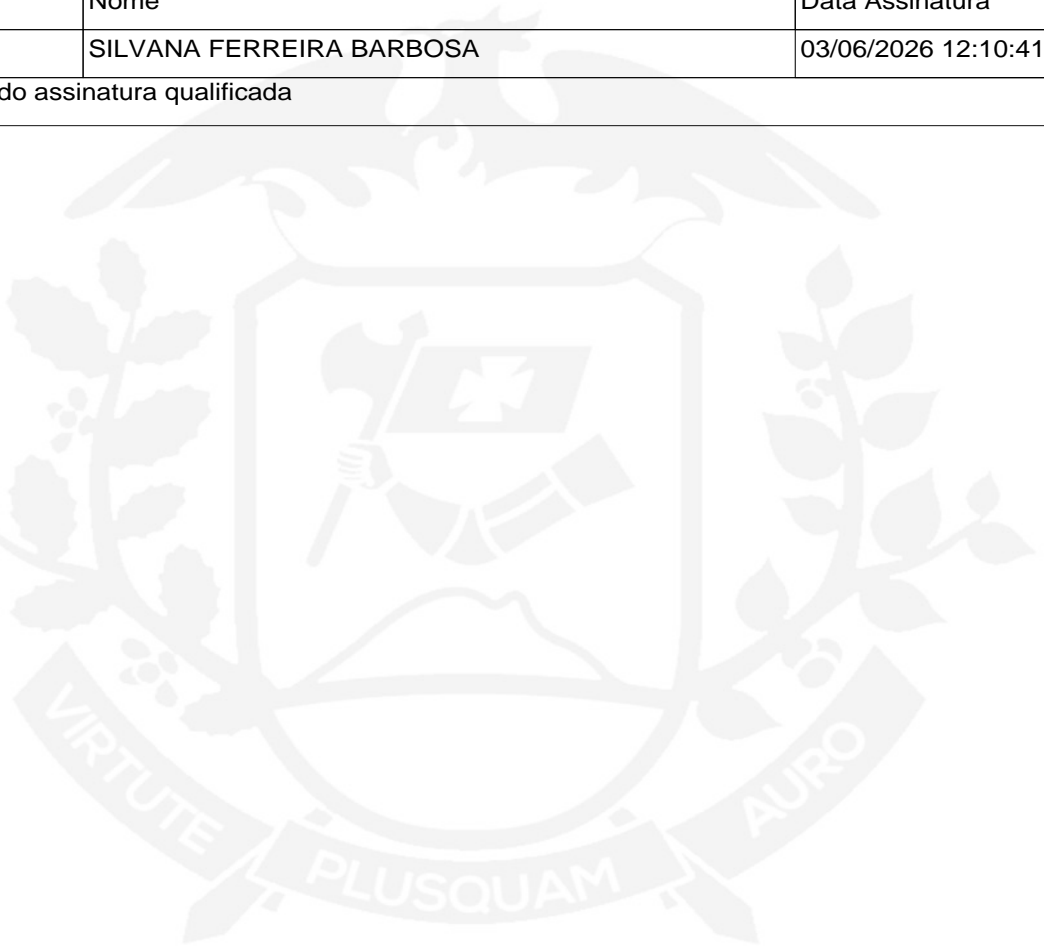 Nome Data Assinatura
SILVANA FERREIRA BARBOSA 03/06/2026 12:10:41
do assinatura qualificada
VIRTUTE PLUSQUAM AURO